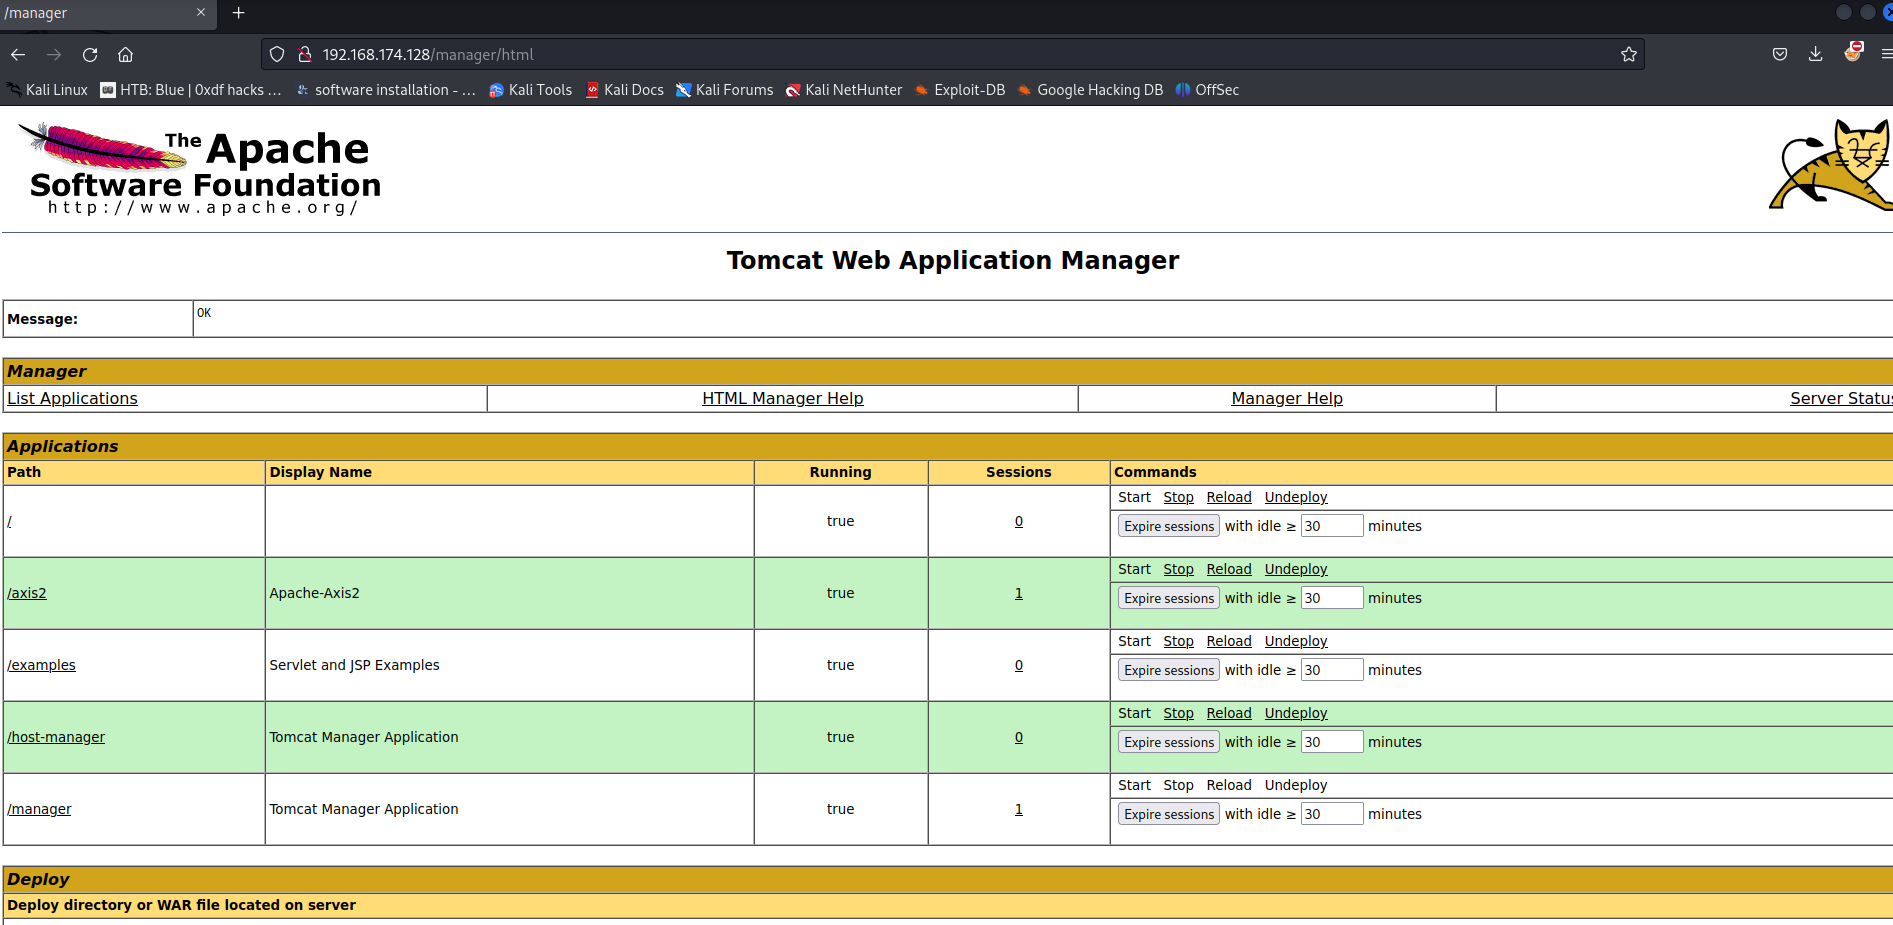 /manager
192.168.174.128/manager/html
Kali Linux HTB: Blue | 0xdf hacks ... software installation - ... Kali Tools Kali Docs Kali Forums Kali NetHunter Exploit-DB Google Hacking DB OffSec
The Apache
Software Foundation
http://www.apache.org/
Tomcat Web Application Manager
Message: OK
Manager
List Applications HTML Manager Help Manager Help Server Status
Applications
Path Display Name Running Sessions Commands
Start Stop Reload Undeploy
/ true 0
Expire sessions with idle ≥ 30 minutes
Start Stop Reload Undeploy
/axis2 Apache-Axis2 true 1
Expire sessions with idle ≥ 30 minutes
Start Stop Reload Undeploy
/examples Servlet and JSP Examples true 0
Expire sessions with idle ≥ 30 minutes
Start Stop Reload Undeploy
/host-manager Tomcat Manager Application true 0
Expire sessions with idle ≥ 30 minutes
Start Stop Reload Undeploy
/manager Tomcat Manager Application true 1
Expire sessions with idle ≥ 30 minutes
Deploy
Deploy directory or WAR file located on server